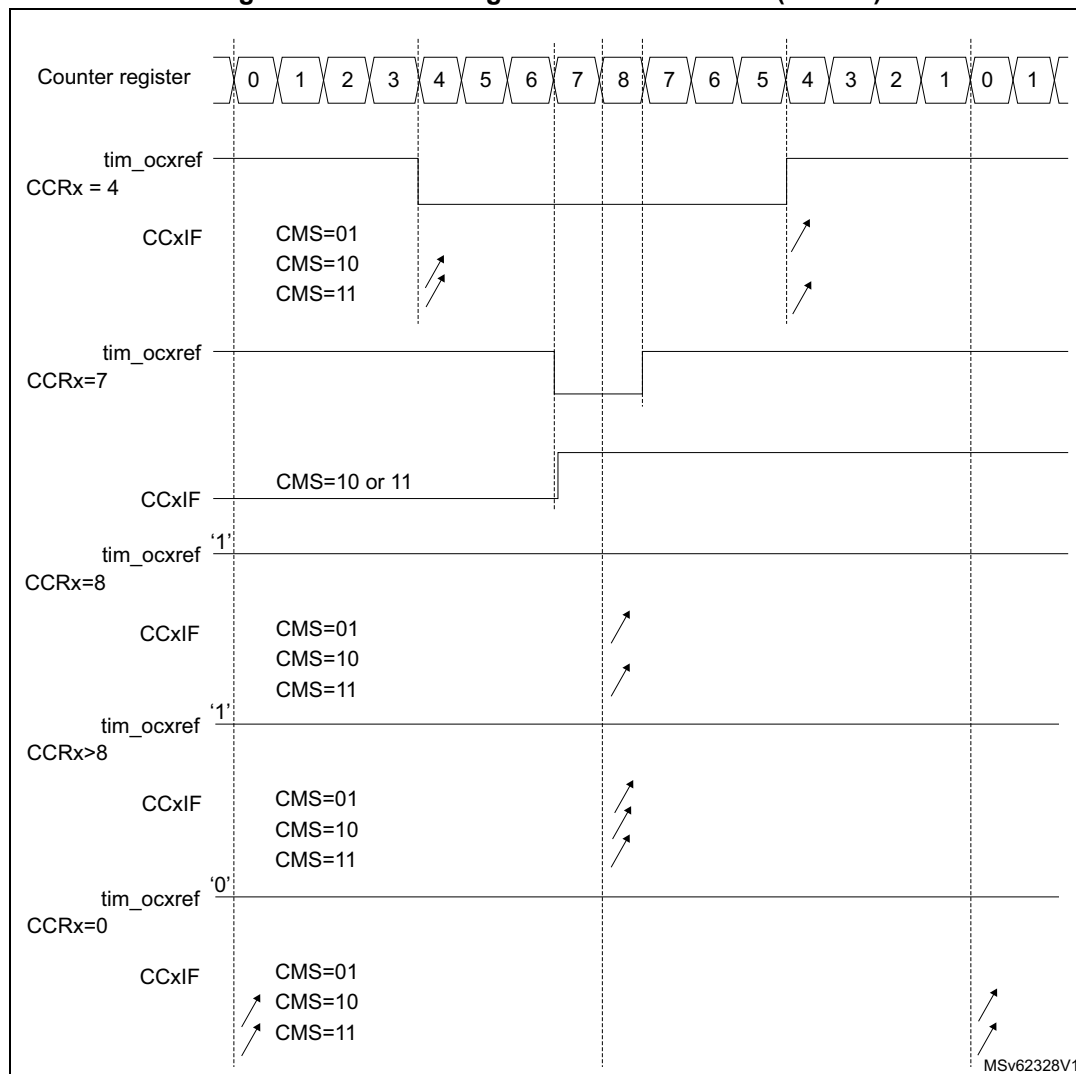 Counter register 0 1 2 3 4 5 6 7 8 7 6 5 4 3 2 1 0 1
tim_ocxref
CCRx = 4
CCxIF CMS=01
CMS=10
CMS=11
tim_ocxref
CCRx=7
CCxIF CMS=10 or 11
tim_ocxref '1'
CCRx=8
CCxIF CMS=01
CMS=10
CMS=11
tim_ocxref '1'
CCRx>8
CCxIF CMS=01
CMS=10
CMS=11
tim_ocxref '0'
CCRx=0
CCxIF CMS=01
CMS=10
CMS=11
MSv62328V1